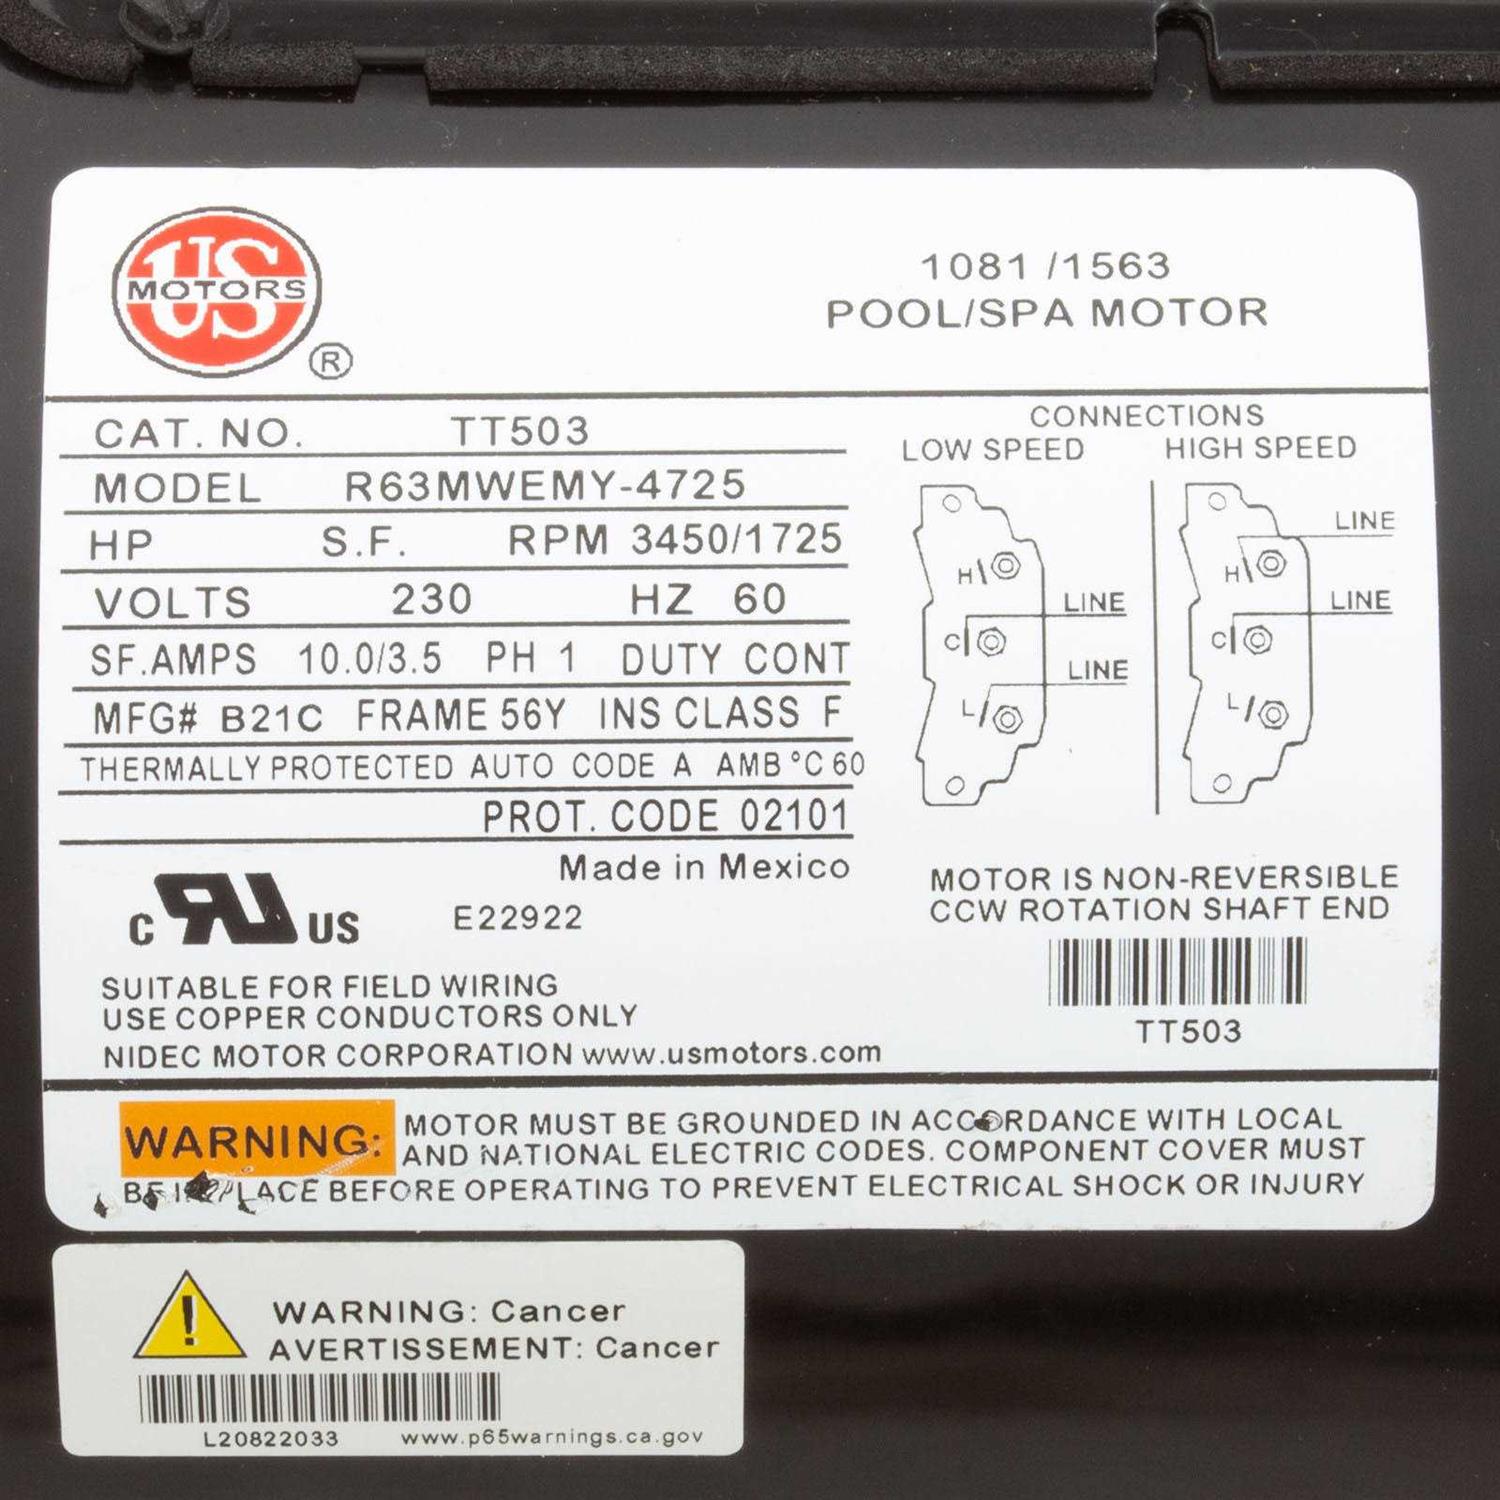 US
MOTORS
®
1081 /1563
POOL/SPA MOTOR
CAT. NO. TT503
MODEL R63MWEMY-4725
HP S.F. RPM 3450/1725
VOLTS 230 HZ 60
SF.AMPS 10.0/3.5 PH 1 DUTY CONT
MFG# B21C FRAME 56Y INS CLASS F
THERMALLY PROTECTED AUTO CODE A AMB °C 60
PROT. CODE 02101
Made in Mexico
c RU US E22922
SUITABLE FOR FIELD WIRING
USE COPPER CONDUCTORS ONLY
NIDEC MOTOR CORPORATION www.usmotors.com
CONNECTIONS
LOW SPEED HIGH SPEED
H
C LINE
L LINE
H LINE
C LINE
L
MOTOR IS NON-REVERSIBLE
CCW ROTATION SHAFT END
TT503
WARNING: MOTOR MUST BE GROUNDED IN ACCORDANCE WITH LOCAL
AND NATIONAL ELECTRIC CODES. COMPONENT COVER MUST
BE IN PLACE BEFORE OPERATING TO PREVENT ELECTRICAL SHOCK OR INJURY
!
WARNING: Cancer
AVERTISSEMENT: Cancer
L20822033 www.p65warnings.ca.gov